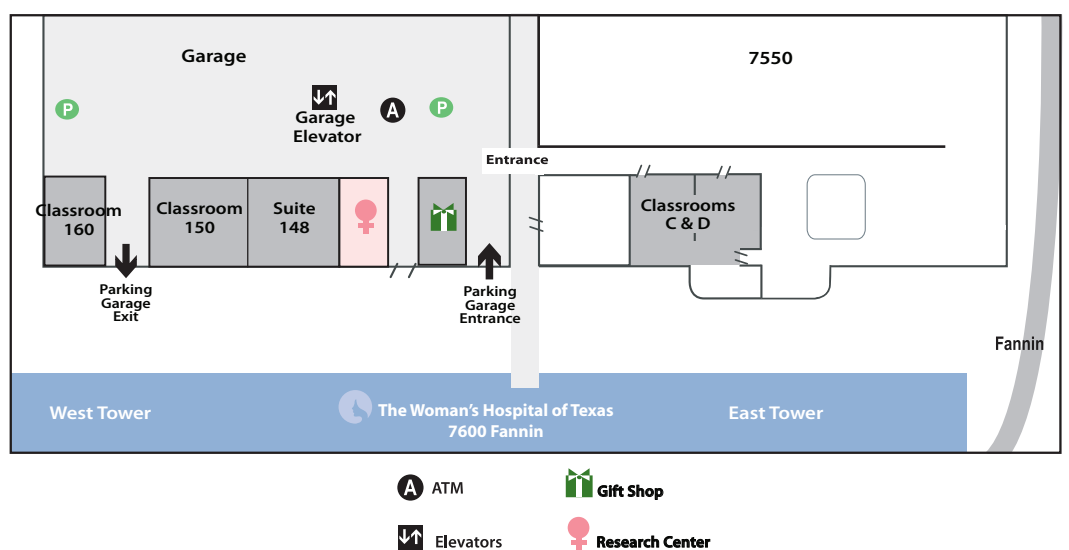 Garage
7550
P
A
P
Garage
Elevator
Entrance
Classroom
160
Classroom
150
Suite
148
Classrooms
C & D
Parking
Garage
Exit
Parking
Garage
Entrance
Fannin
West Tower
The Woman's Hospital of Texas
7600 Fannin
East Tower
A ATM
Gift Shop
Elevators
Research Center